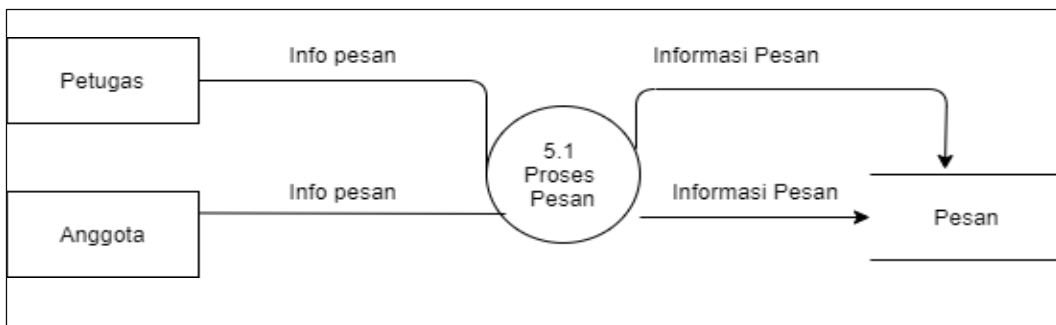 Info pesan
Informasi Pesan
Petugas
5.1
Proses
Pesan
Info pesan
Informasi Pesan
Anggota
Pesan